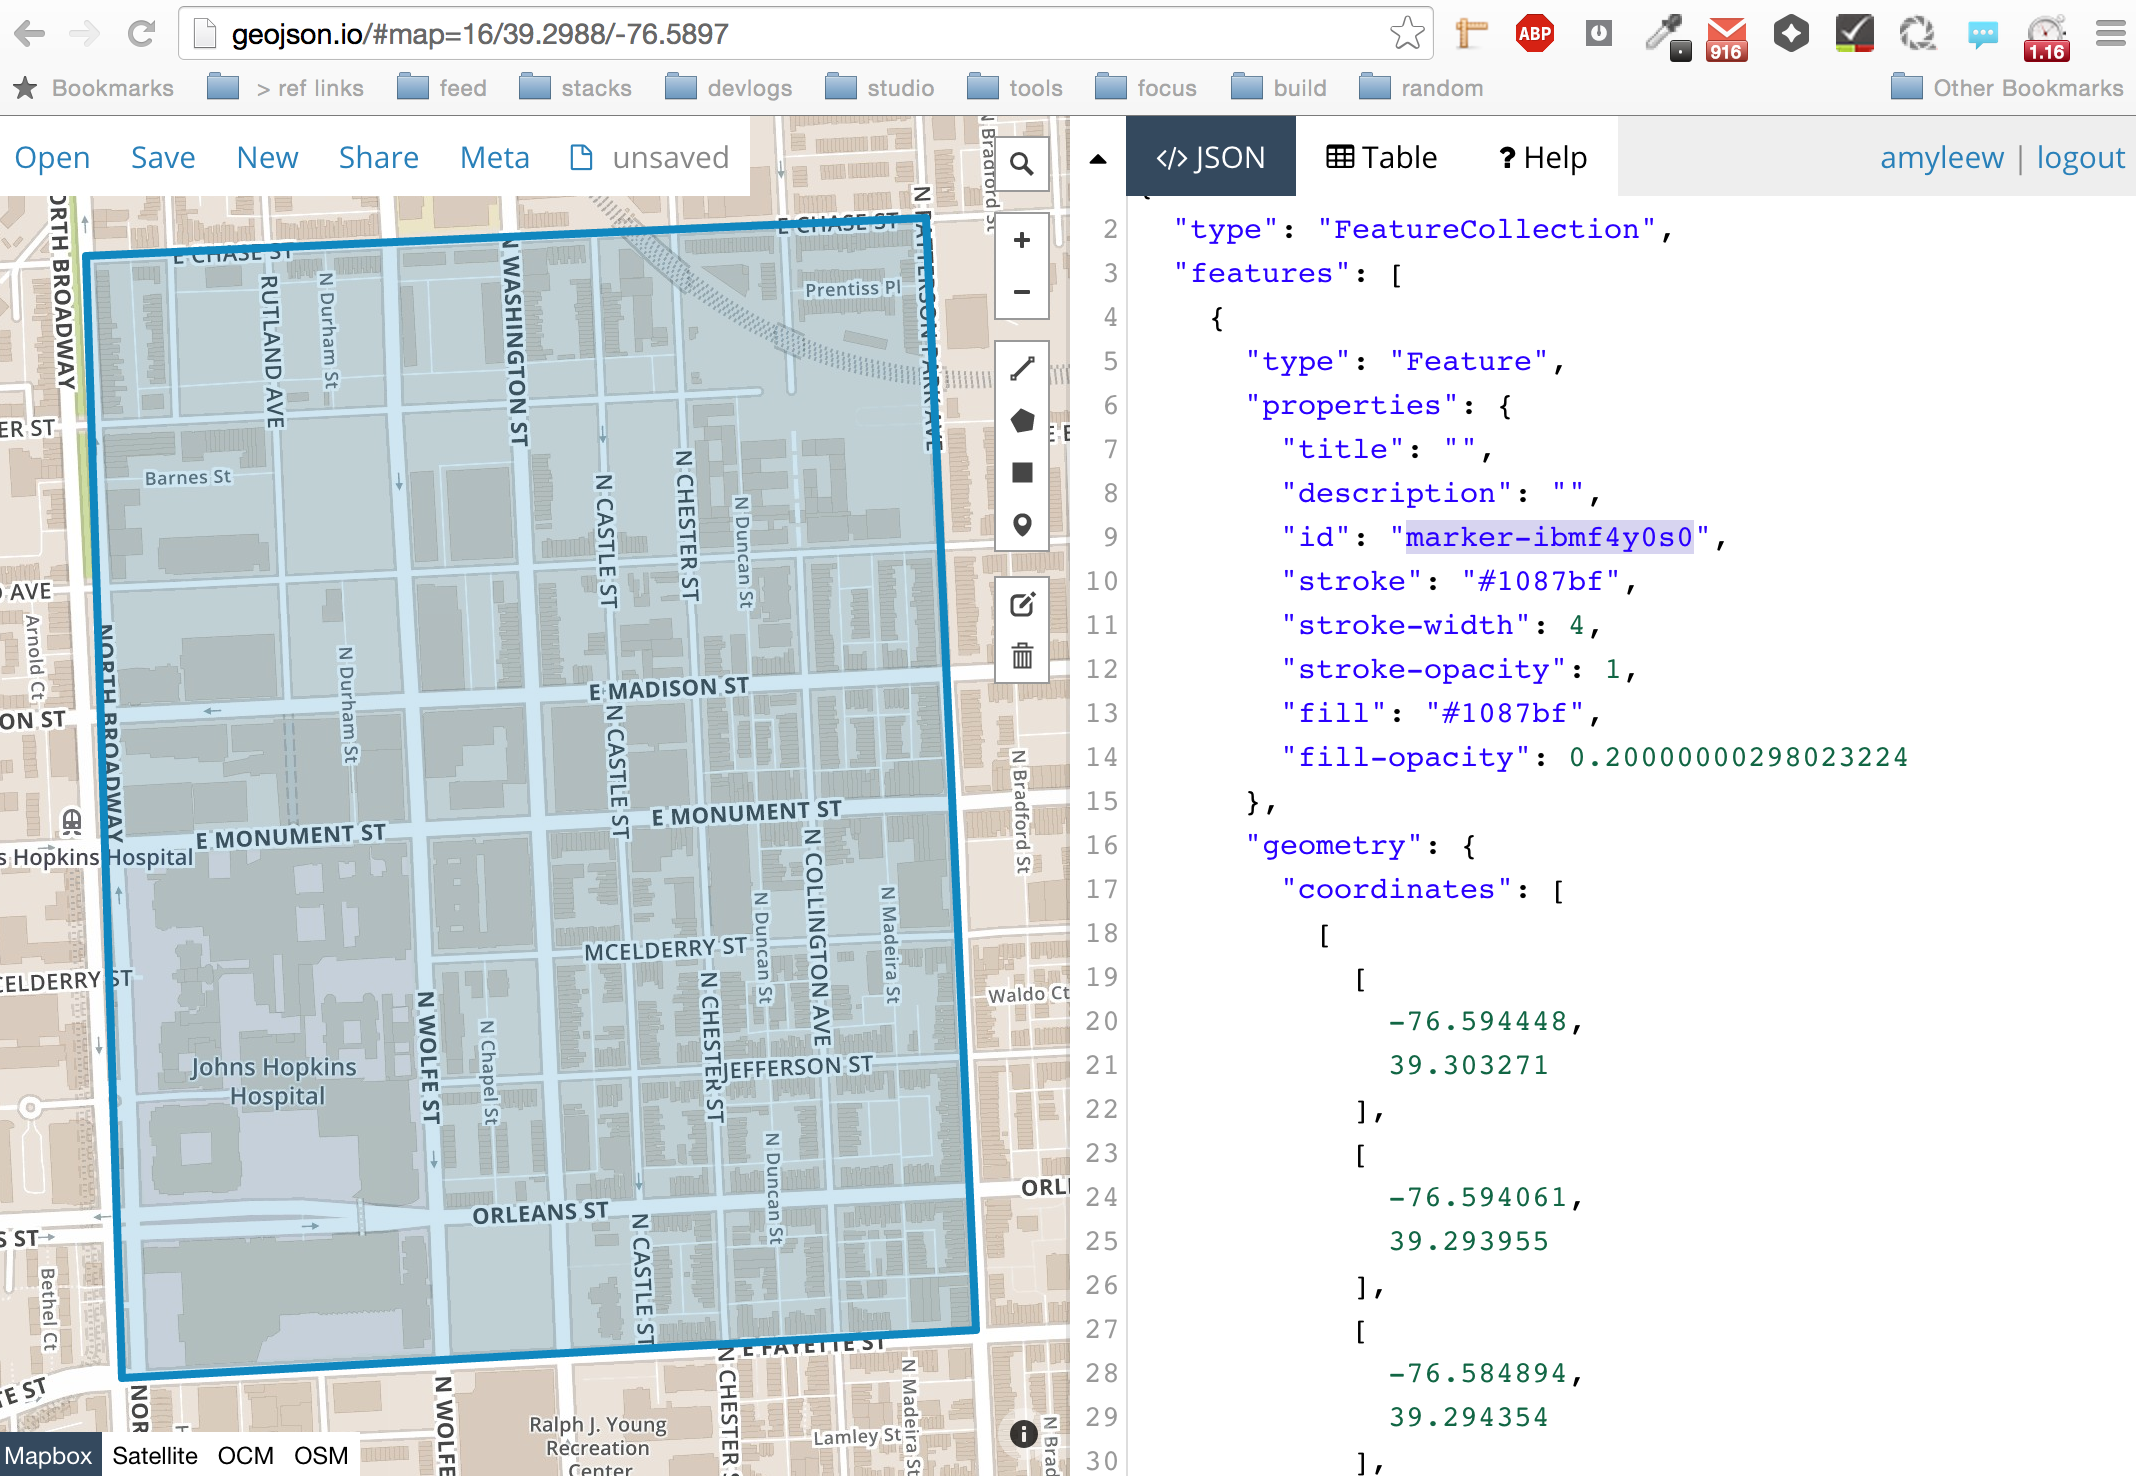 geojson.io/#map=16/39.2988/-76.5897
ABP
916
1.16
Bookmarks
> ref links
feed
stacks
devlogs
studio
tools
focus
build
random
Other Bookmarks
Open
Save
New
Share
Meta
unsaved
</> JSON
Table
? Help
amyleew | logout
N Bradford St
E CHASE ST
E CHASE ST
N PATTERSON PARK AVE
NORTH BROADWAY
RUTLAND AVE
N Durham St
N WASHINGTON ST
Prentiss Pl
ER ST
Barnes St
N CASTLE ST
N CHESTER ST
N Duncan St
AVE
Arnold Ct
NORTH BROADWAY
N Durham St
E MADISON ST
ON ST
N CASTLE ST
E MONUMENT ST
E MONUMENT ST
N Bradford St
s Hopkins Hospital
N COLLINGTON AVE
N Duncan St
N Madeira St
MCELDERRY ST
CELDERRY ST
N CHESTER ST
Waldo Ct
N WOLFE ST
N Chapel St
Johns Hopkins
Hospital
JEFFERSON ST
N Duncan St
ORLEANS ST
ORL
S ST
N CASTLE ST
Bethel Ct
E FAYETTE ST
TE ST
NOR
N WOLFE
N CHESTER S
N Madeira St
Ralph J. Young
Recreation
Center
Lamley St
N Brad
Mapbox
Satellite
OCM
OSM
2 "type": "FeatureCollection",
3 "features": [
4 {
5 "type": "Feature",
6 "properties": {
7 "title": "",
8 "description": "",
9 "id": "marker-ibmf4y0s0",
10 "stroke": "#1087bf",
11 "stroke-width": 4,
12 "stroke-opacity": 1,
13 "fill": "#1087bf",
14 "fill-opacity": 0.20000000298023224
15 },
16 "geometry": {
17 "coordinates": [
18 [
19 [
20 -76.594448,
21 39.303271
22 ],
23 [
24 -76.594061,
25 39.293955
26 ],
27 [
28 -76.584894,
29 39.294354
30 ],